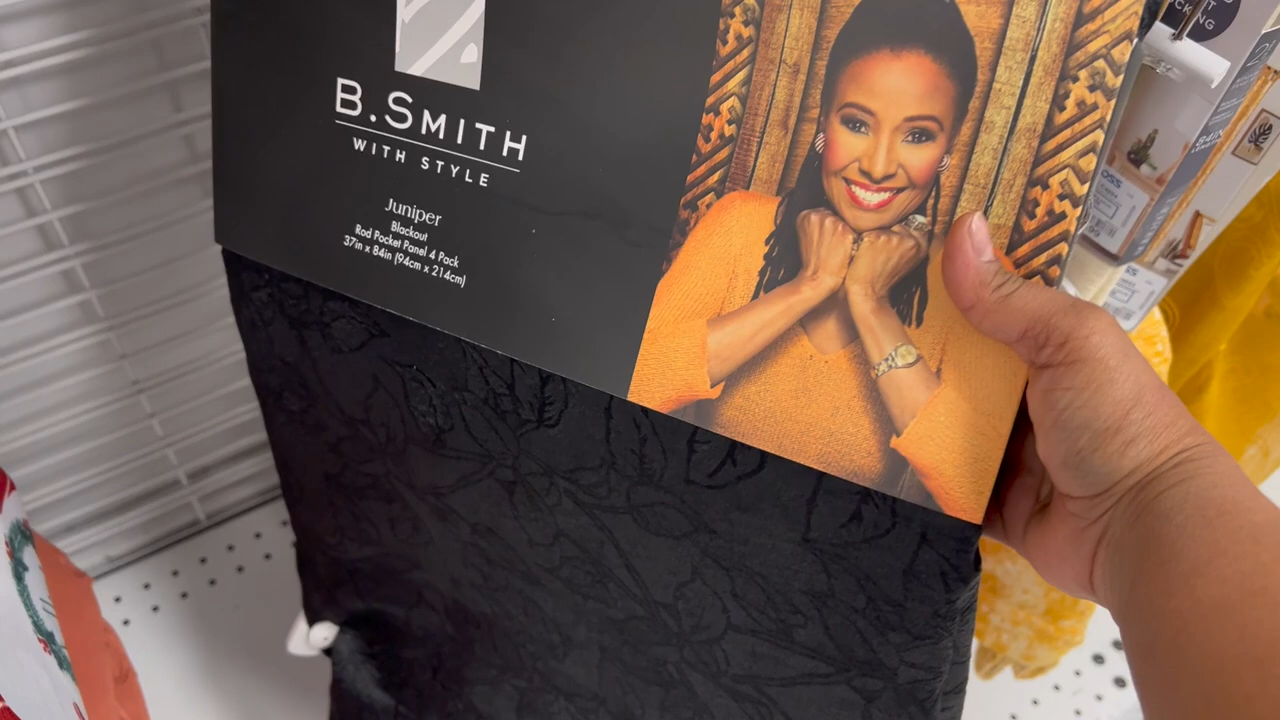 B.SMITH
WITH STYLE
Juniper
Blackout
Rod Pocket Panel 4 Pack
37in x 84in (94cm x 214cm)